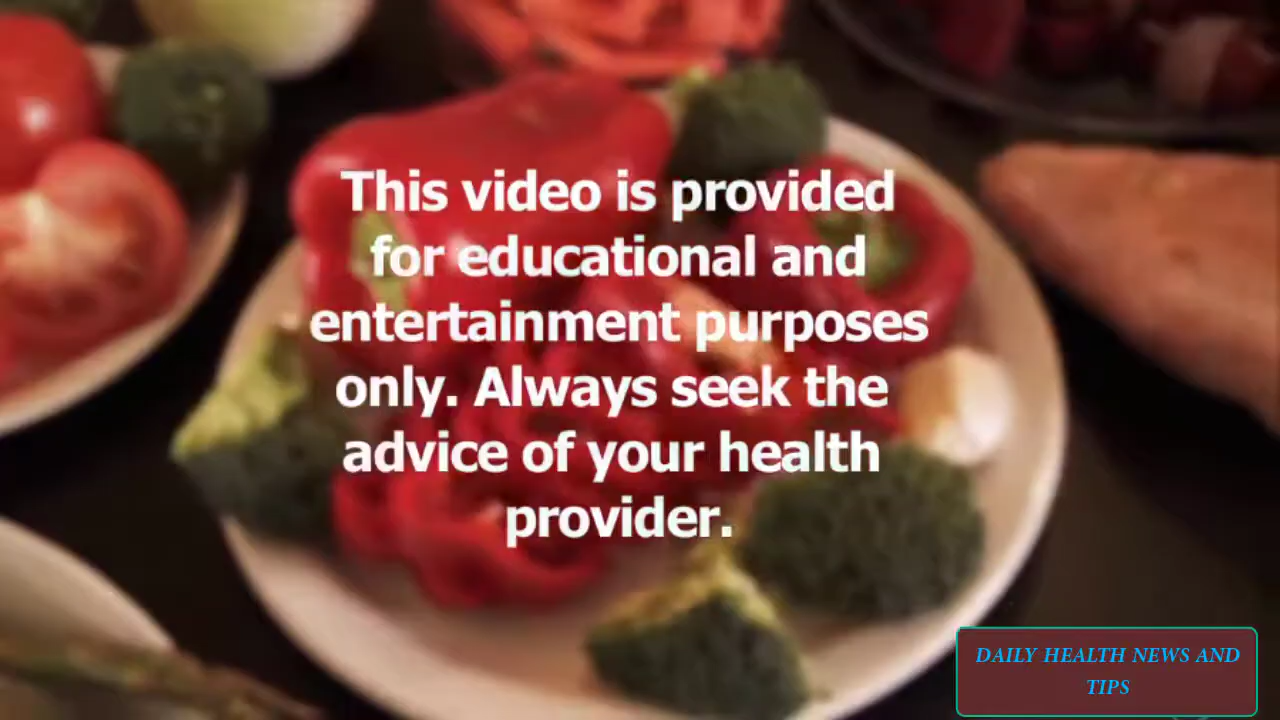 This video is provided
for educational and
entertainment purposes
only. Always seek the
advice of your health
provider.
DAILY HEALTH NEWS AND
TIPS